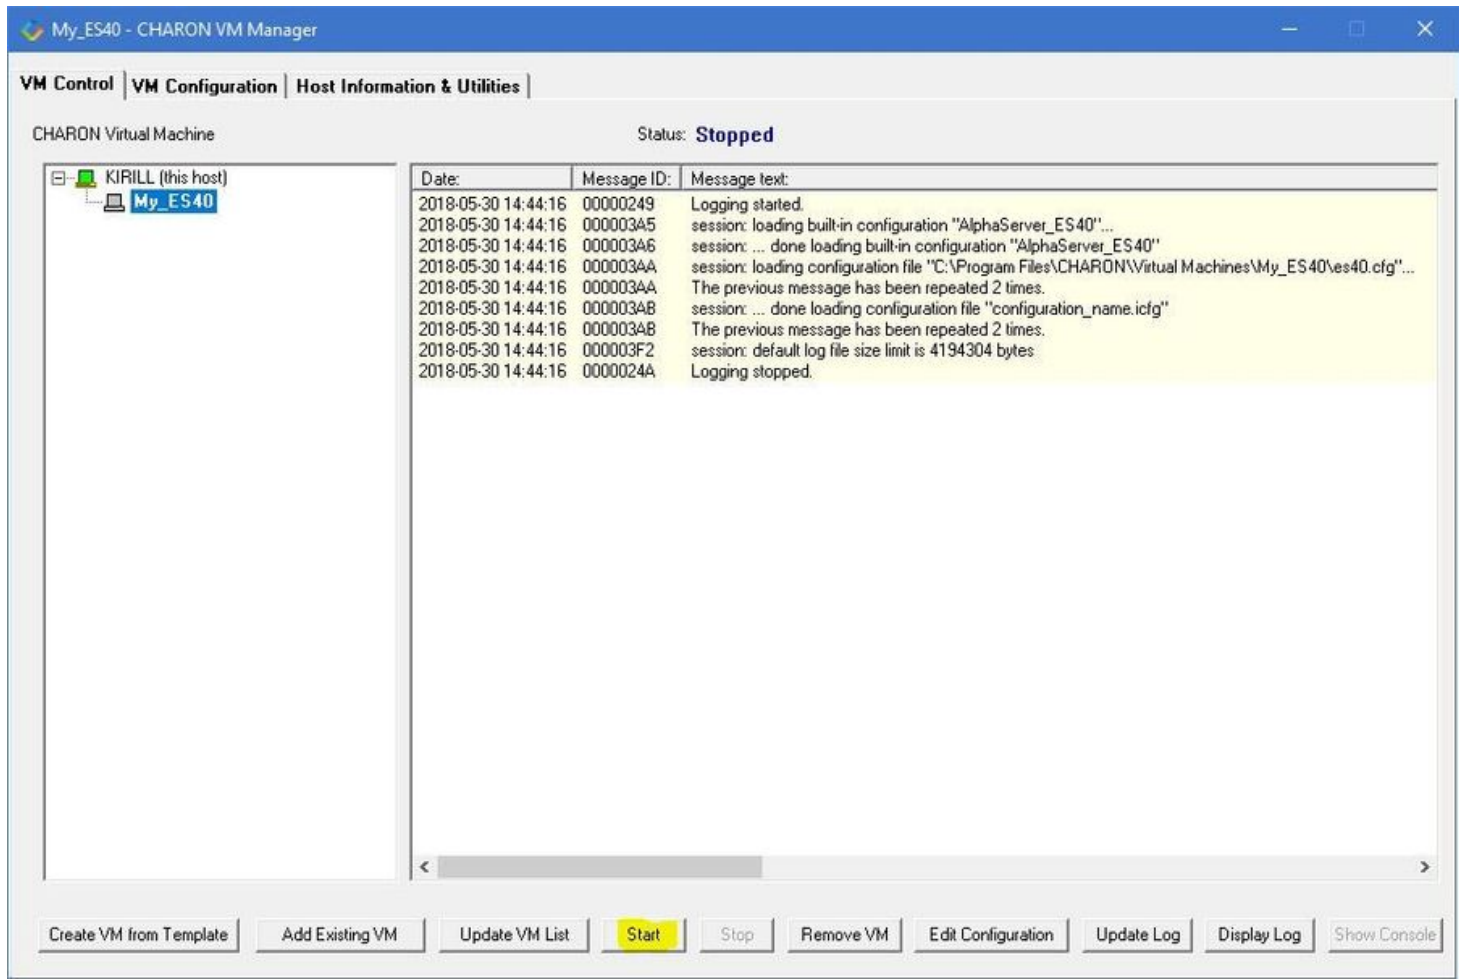 My_ES40 - CHARON VM Manager
VM Control VM Configuration Host Information & Utilities
CHARON Virtual Machine Status: Stopped
KIRILL (this host)
My_ES40
Date: Message ID: Message text:
2018-05-30 14:44:16 00000249 Logging started.
2018-05-30 14:44:16 000003A5 session: loading built-in configuration "AlphaServer_ES40"...
2018-05-30 14:44:16 000003A6 session: ... done loading built-in configuration "AlphaServer_ES40"
2018-05-30 14:44:16 000003AA session: loading configuration file "C:\Program Files\CHARON\Virtual Machines\My_ES40\es40.cfg"...
2018-05-30 14:44:16 000003AA The previous message has been repeated 2 times.
2018-05-30 14:44:16 000003AB session: ... done loading configuration file "configuration_name.icfg"
2018-05-30 14:44:16 000003AB The previous message has been repeated 2 times.
2018-05-30 14:44:16 000003F2 session: default log file size limit is 4194304 bytes
2018-05-30 14:44:16 0000024A Logging stopped.
Create VM from Template Add Existing VM Update VM List Start Stop Remove VM Edit Configuration Update Log Display Log Show Console